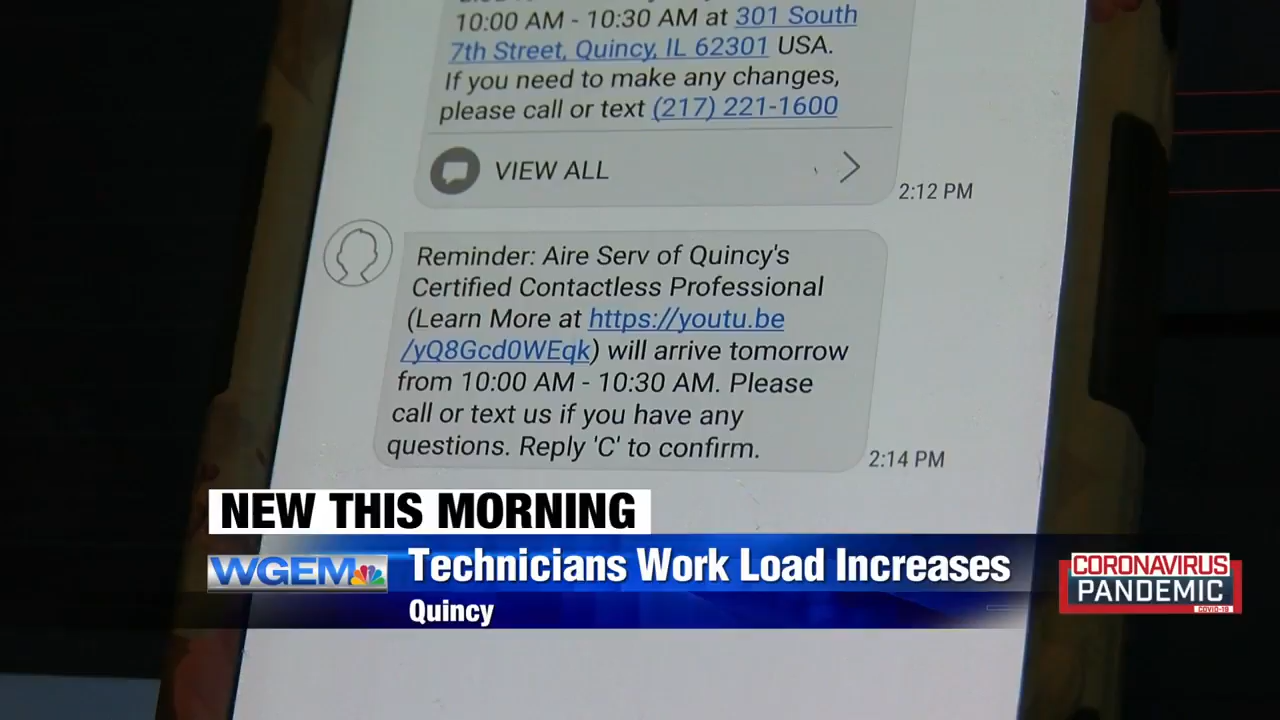 10:00 AM - 10:30 AM at 301 South
7th Street, Quincy, IL 62301 USA.
If you need to make any changes,
please call or text (217) 221-1600
VIEW ALL
2:12 PM
Reminder: Aire Serv of Quincy's
Certified Contactless Professional
(Learn More at https://youtu.be
/yQ8Gcd0WEqk) will arrive tomorrow
from 10:00 AM - 10:30 AM. Please
call or text us if you have any
questions. Reply 'C' to confirm.
2:14 PM
NEW THIS MORNING
WGEM
Technicians Work Load Increases
Quincy
CORONAVIRUS
PANDEMIC
COVID-19